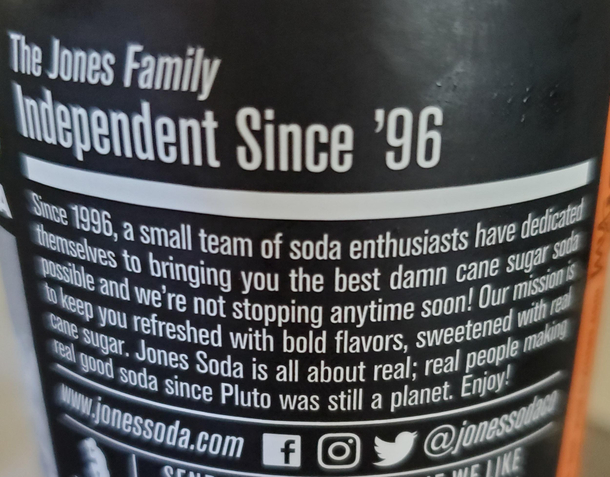 The Jones Family
Independent Since '96
Since 1996, a small team of soda enthusiasts have dedicated
themselves to bringing you the best damn cane sugar soda
possible and we're not stopping anytime soon! Our mission is
to keep you refreshed with bold flavors, sweetened with real
cane sugar. Jones Soda is all about real; real people making
real good soda since Pluto was still a planet. Enjoy!
www.jonessoda.com f @jonessodaco
WE LIKE